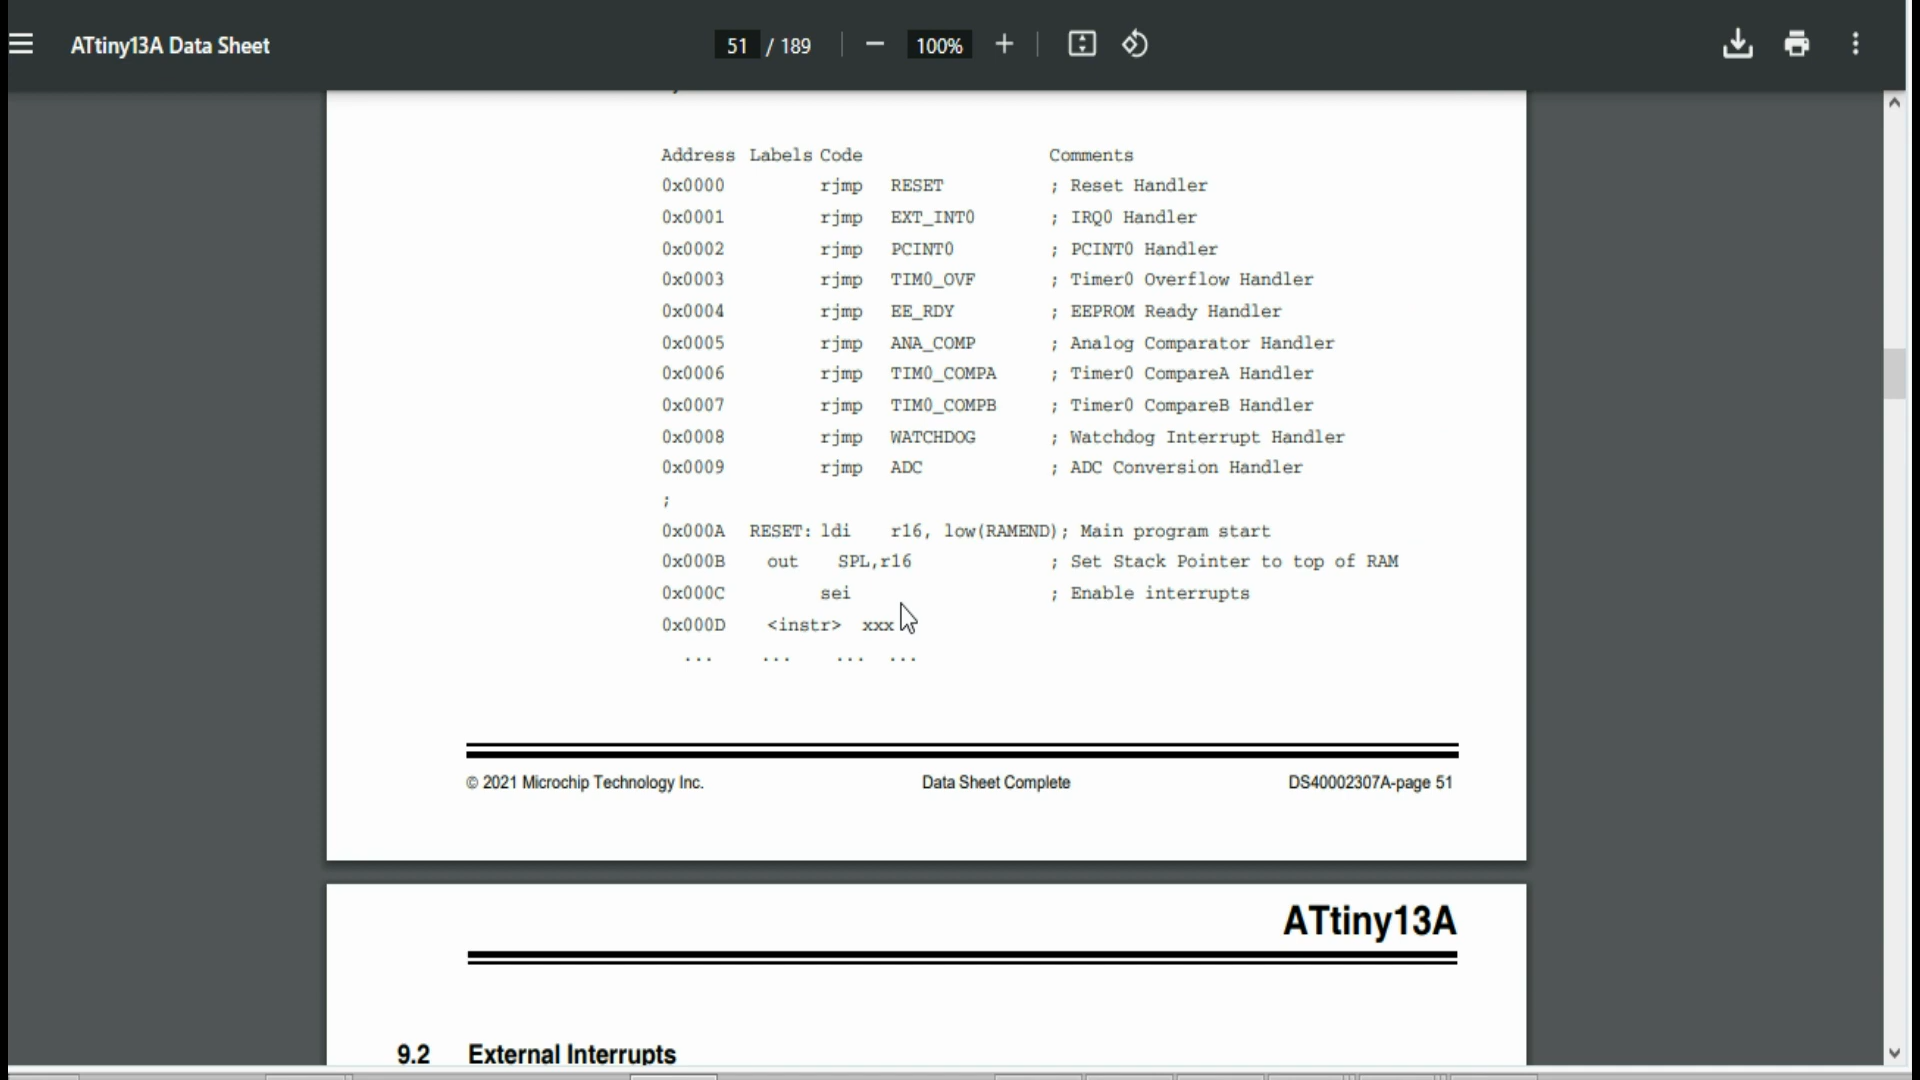 ATtiny13A Data Sheet
51 / 189
100%
Address Labels Code Comments
0x0000 rjmp RESET ; Reset Handler
0x0001 rjmp EXT_INT0 ; IRQ0 Handler
0x0002 rjmp PCINT0 ; PCINT0 Handler
0x0003 rjmp TIM0_OVF ; Timer0 Overflow Handler
0x0004 rjmp EE_RDY ; EEPROM Ready Handler
0x0005 rjmp ANA_COMP ; Analog Comparator Handler
0x0006 rjmp TIM0_COMPA ; Timer0 CompareA Handler
0x0007 rjmp TIM0_COMPB ; Timer0 CompareB Handler
0x0008 rjmp WATCHDOG ; Watchdog Interrupt Handler
0x0009 rjmp ADC ; ADC Conversion Handler
;
0x000A RESET: ldi r16, low(RAMEND); Main program start
0x000B out SPL,r16 ; Set Stack Pointer to top of RAM
0x000C sei ; Enable interrupts
0x000D <instr> xxx
... ... ... ...
© 2021 Microchip Technology Inc. Data Sheet Complete DS40002307A-page 51
ATtiny13A
9.2 External Interrupts